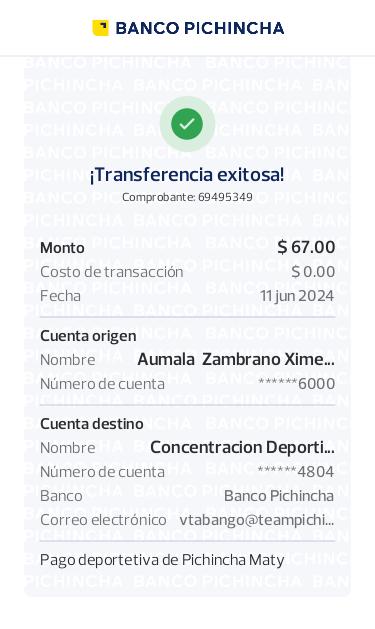 BANCO PICHINCHA
¡Transferencia exitosa!
Comprobante: 69495349
Monto $ 67.00
Costo de transacción $ 0.00
Fecha 11 jun 2024
Cuenta origen
Nombre Aumala Zambrano Xime...
Número de cuenta ******6000
Cuenta destino
Nombre Concentracion Deporti...
Número de cuenta ******4804
Banco Banco Pichincha
Correo electrónico vtabango@teampichi...
Pago deportetiva de Pichincha Maty